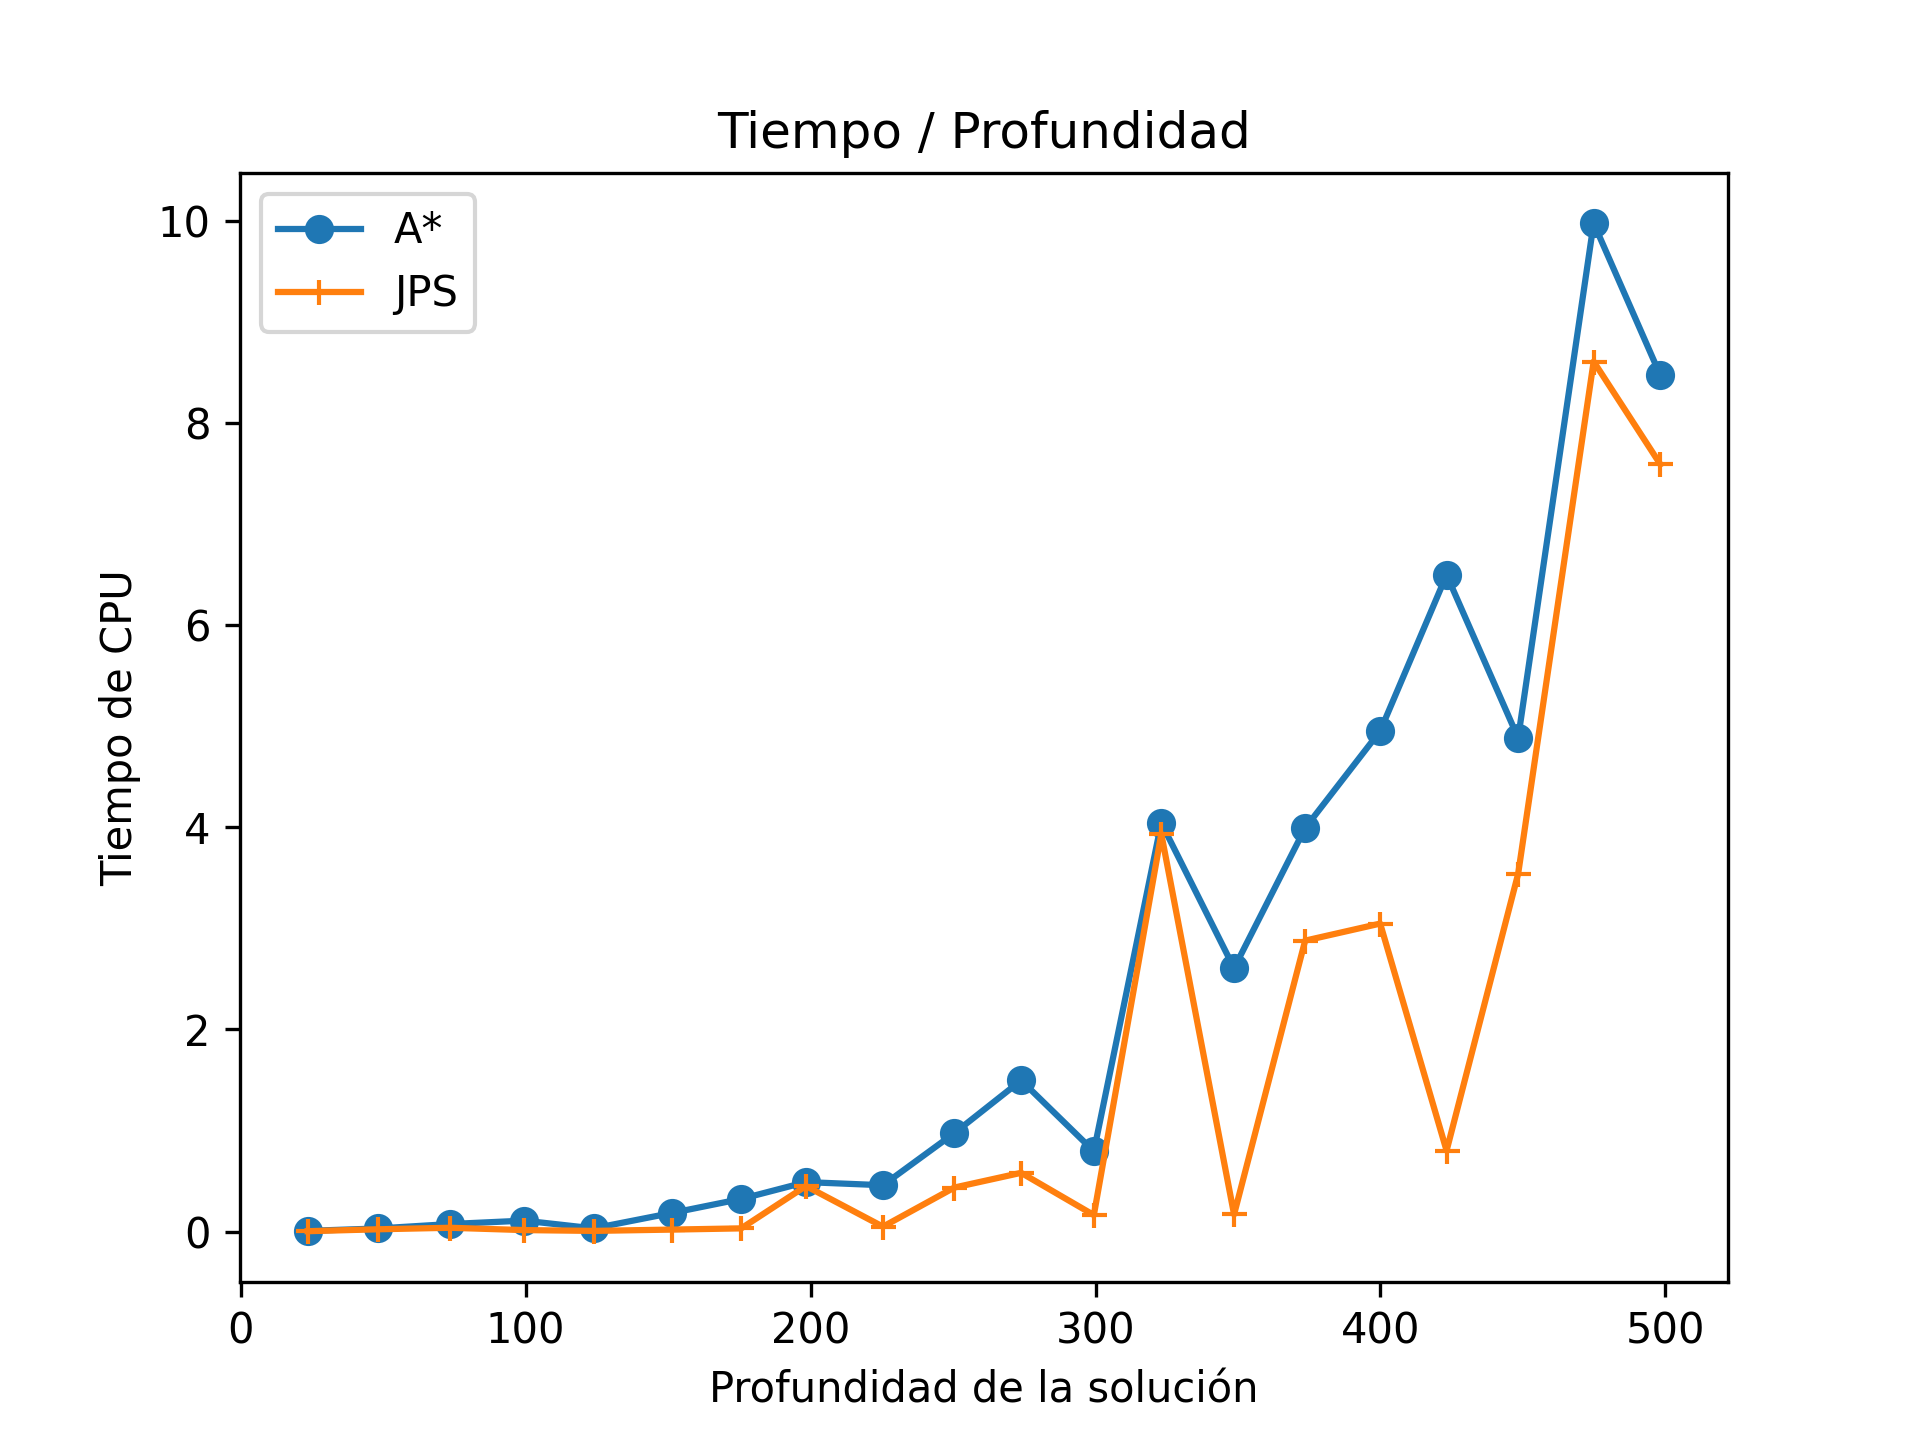 Tiempo / Profundidad
A*
JPS
10
8
6
4
2
0
Tiempo de CPU
0 100 200 300 400 500
Profundidad de la solución